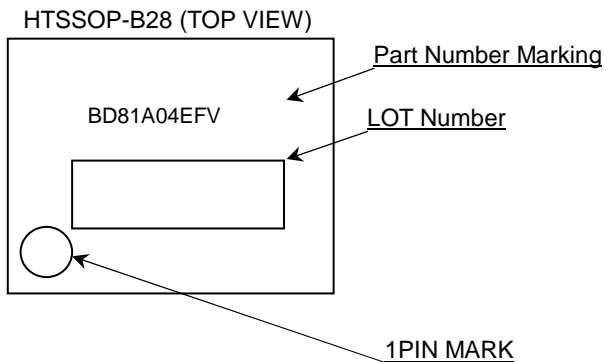 HTSSOP-B28 (TOP VIEW)
Part Number Marking
BD81A04EFV
LOT Number
1PIN MARK